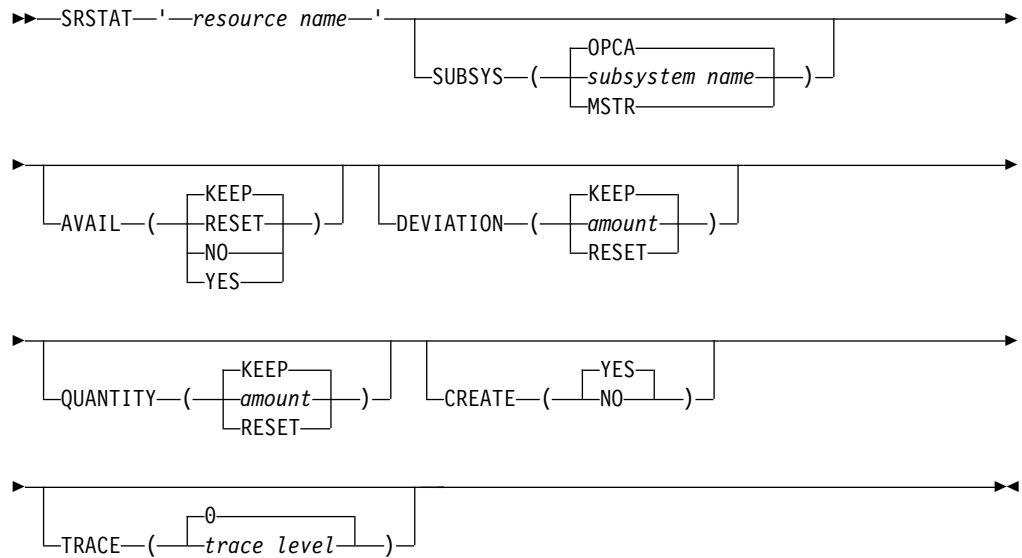 SRSTAT ' resource name '
OPCA
SUBSYS ( subsystem name )
MSTR
KEEP KEEP
AVAIL ( RESET ) DEVIATION ( amount )
NO RESET
YES
KEEP YES
QUANTITY ( amount ) CREATE ( NO )
RESET
0
TRACE ( trace level )